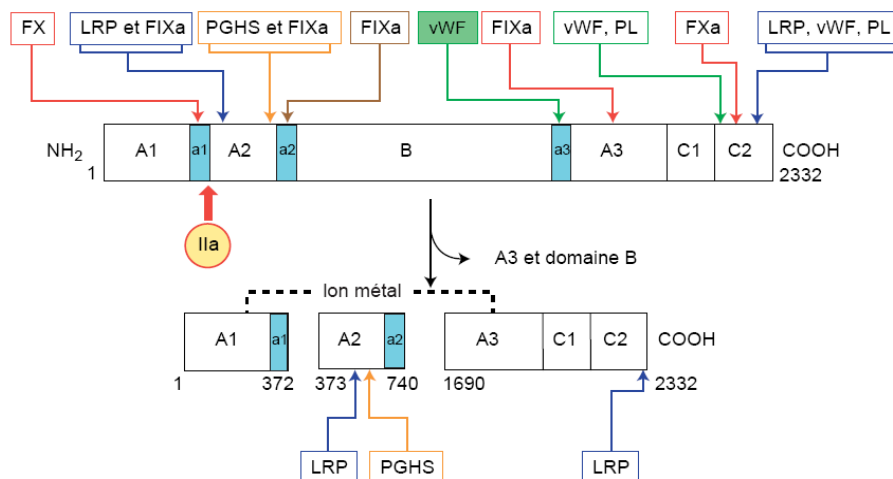 FX LRP et FIXa PGHS et FIXa FIXa vWF FIXa vWF, PL FXa LRP, vWF, PL
NH2 A1 a1 A2 a2 B a3 A3 C1 C2 COOH
1 2332
IIa
A3 et domaine B
Ion métal
A1 a1 A2 a2 A3 C1 C2 COOH
1 372 373 740 1690 2332
LRP PGHS LRP